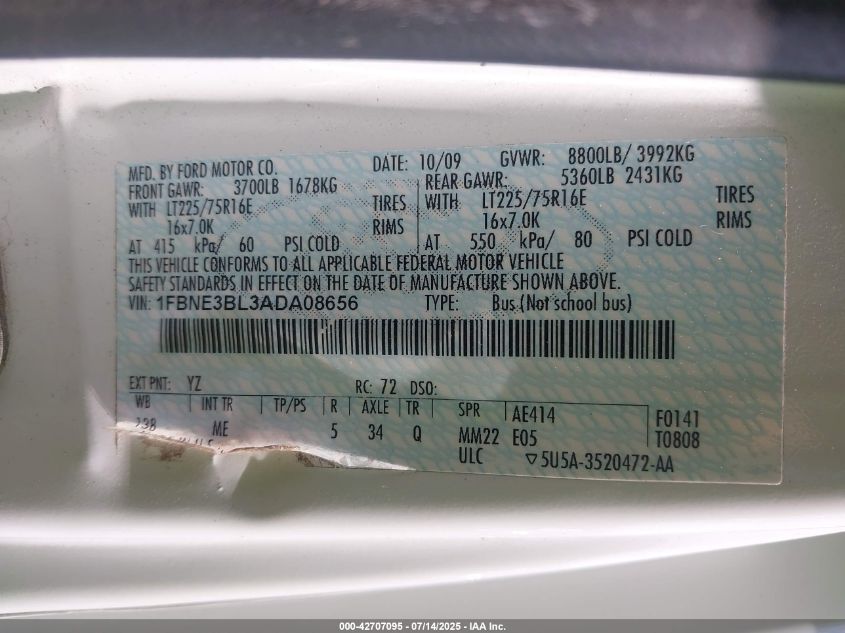 MFD. BY FORD MOTOR CO. DATE: 10/09 GVWR: 8800LB/ 3992KG
FRONT GAWR: 3700LB 1678KG REAR GAWR: 5360LB 2431KG
WITH LT225/75R16E TIRES WITH LT225/75R16E TIRES
16x7.0K RIMS 16x7.0K RIMS
AT 415 kPa/ 60 PSI COLD AT 550 kPa/ 80 PSI COLD
THIS VEHICLE CONFORMS TO ALL APPLICABLE FEDERAL MOTOR VEHICLE
SAFETY STANDARDS IN EFFECT ON THE DATE OF MANUFACTURE SHOWN ABOVE.
VIN: 1FBNE3BL3ADA08656 TYPE: Bus (Not school bus)
EXT PNT: YZ RC: 72 DSO:
WB INT TR TP/PS R AXLE TR SPR AE414 F0141
138 ME 5 34 Q MM22 E05 T0808
ULC ▽5U5A-3520472-AA
000-42707095 - 07/14/2025 - IAA Inc.